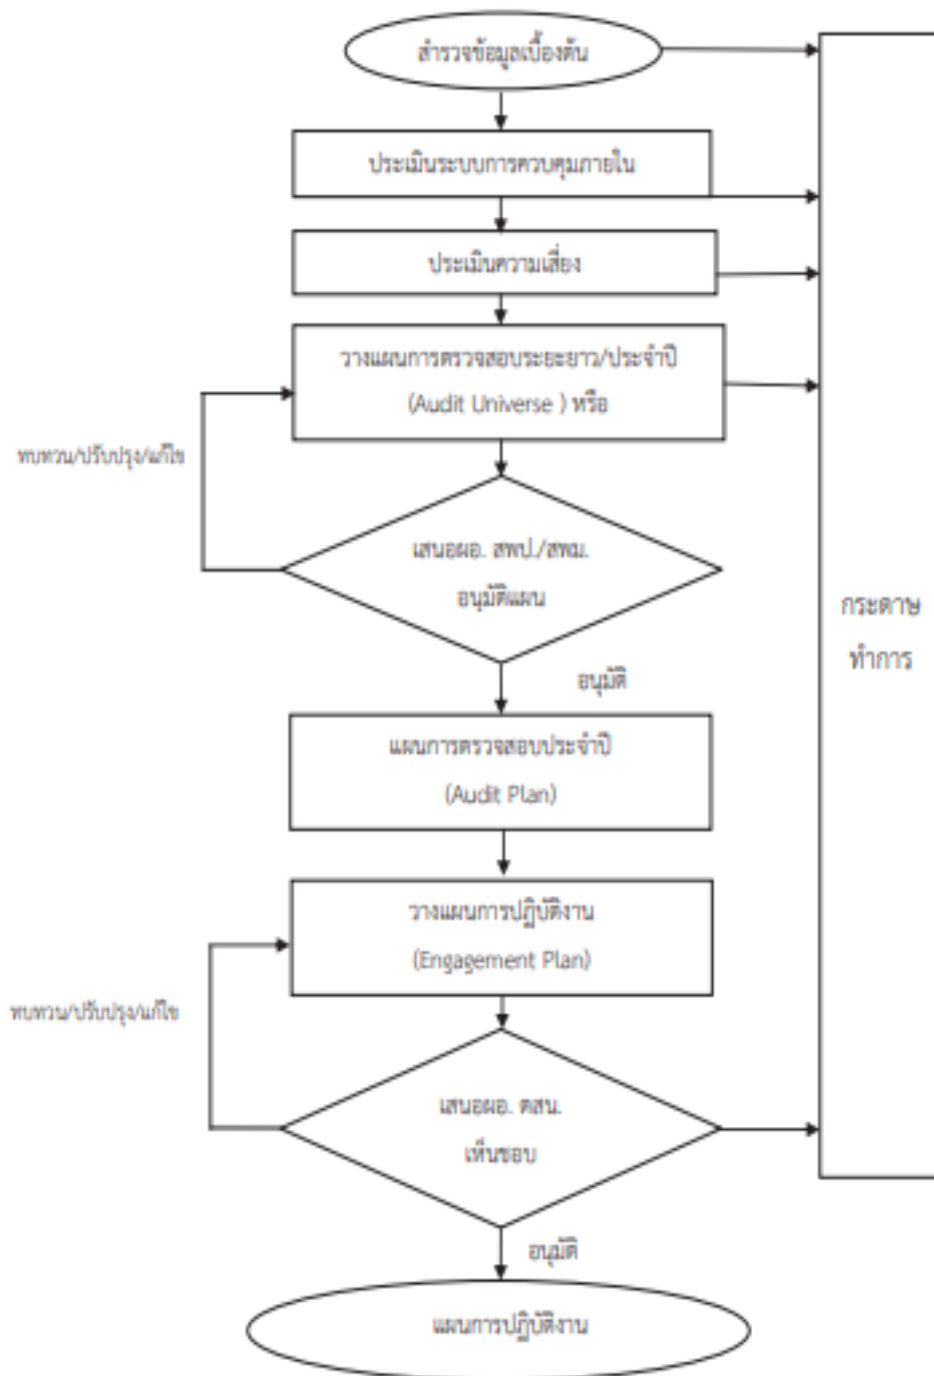 สำรวจข้อมูลเบื้องต้น
ประเมินระบบการควบคุมภายใน
ประเมินความเสี่ยง
วางแผนการตรวจสอบระยะยาว/ประจำปี
(Audit Universe ) หรือ
ทบทวน/ปรับปรุง/แก้ไข
เสนอผอ. สพป./สพม.
อนุมัติแผน
กระดาษ
ทำการ
อนุมัติ
แผนการตรวจสอบประจำปี
(Audit Plan)
วางแผนการปฏิบัติงาน
(Engagement Plan)
ทบทวน/ปรับปรุง/แก้ไข
เสนอผอ. ตสน.
เห็นชอบ
อนุมัติ
แผนการปฏิบัติงาน